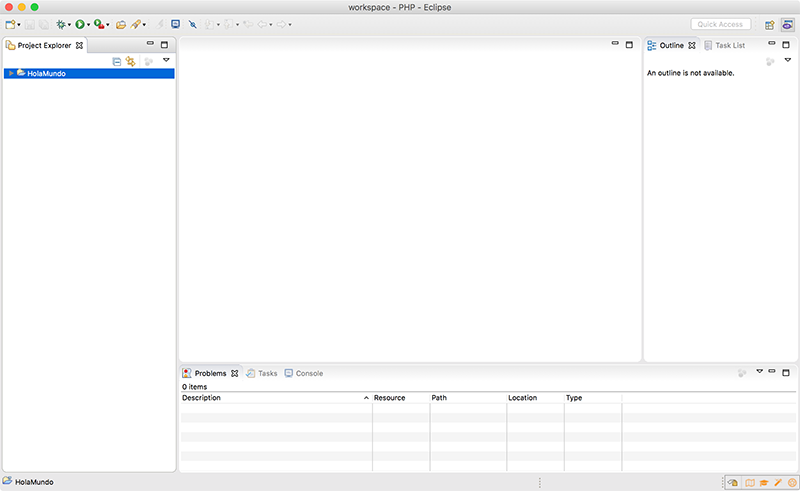 workspace - PHP - Eclipse
Quick Access
Project Explorer
HolaMundo
Outline
Task List
An outline is not available.
Problems
Tasks
Console
0 items
Description
Resource
Path
Location
Type
HolaMundo